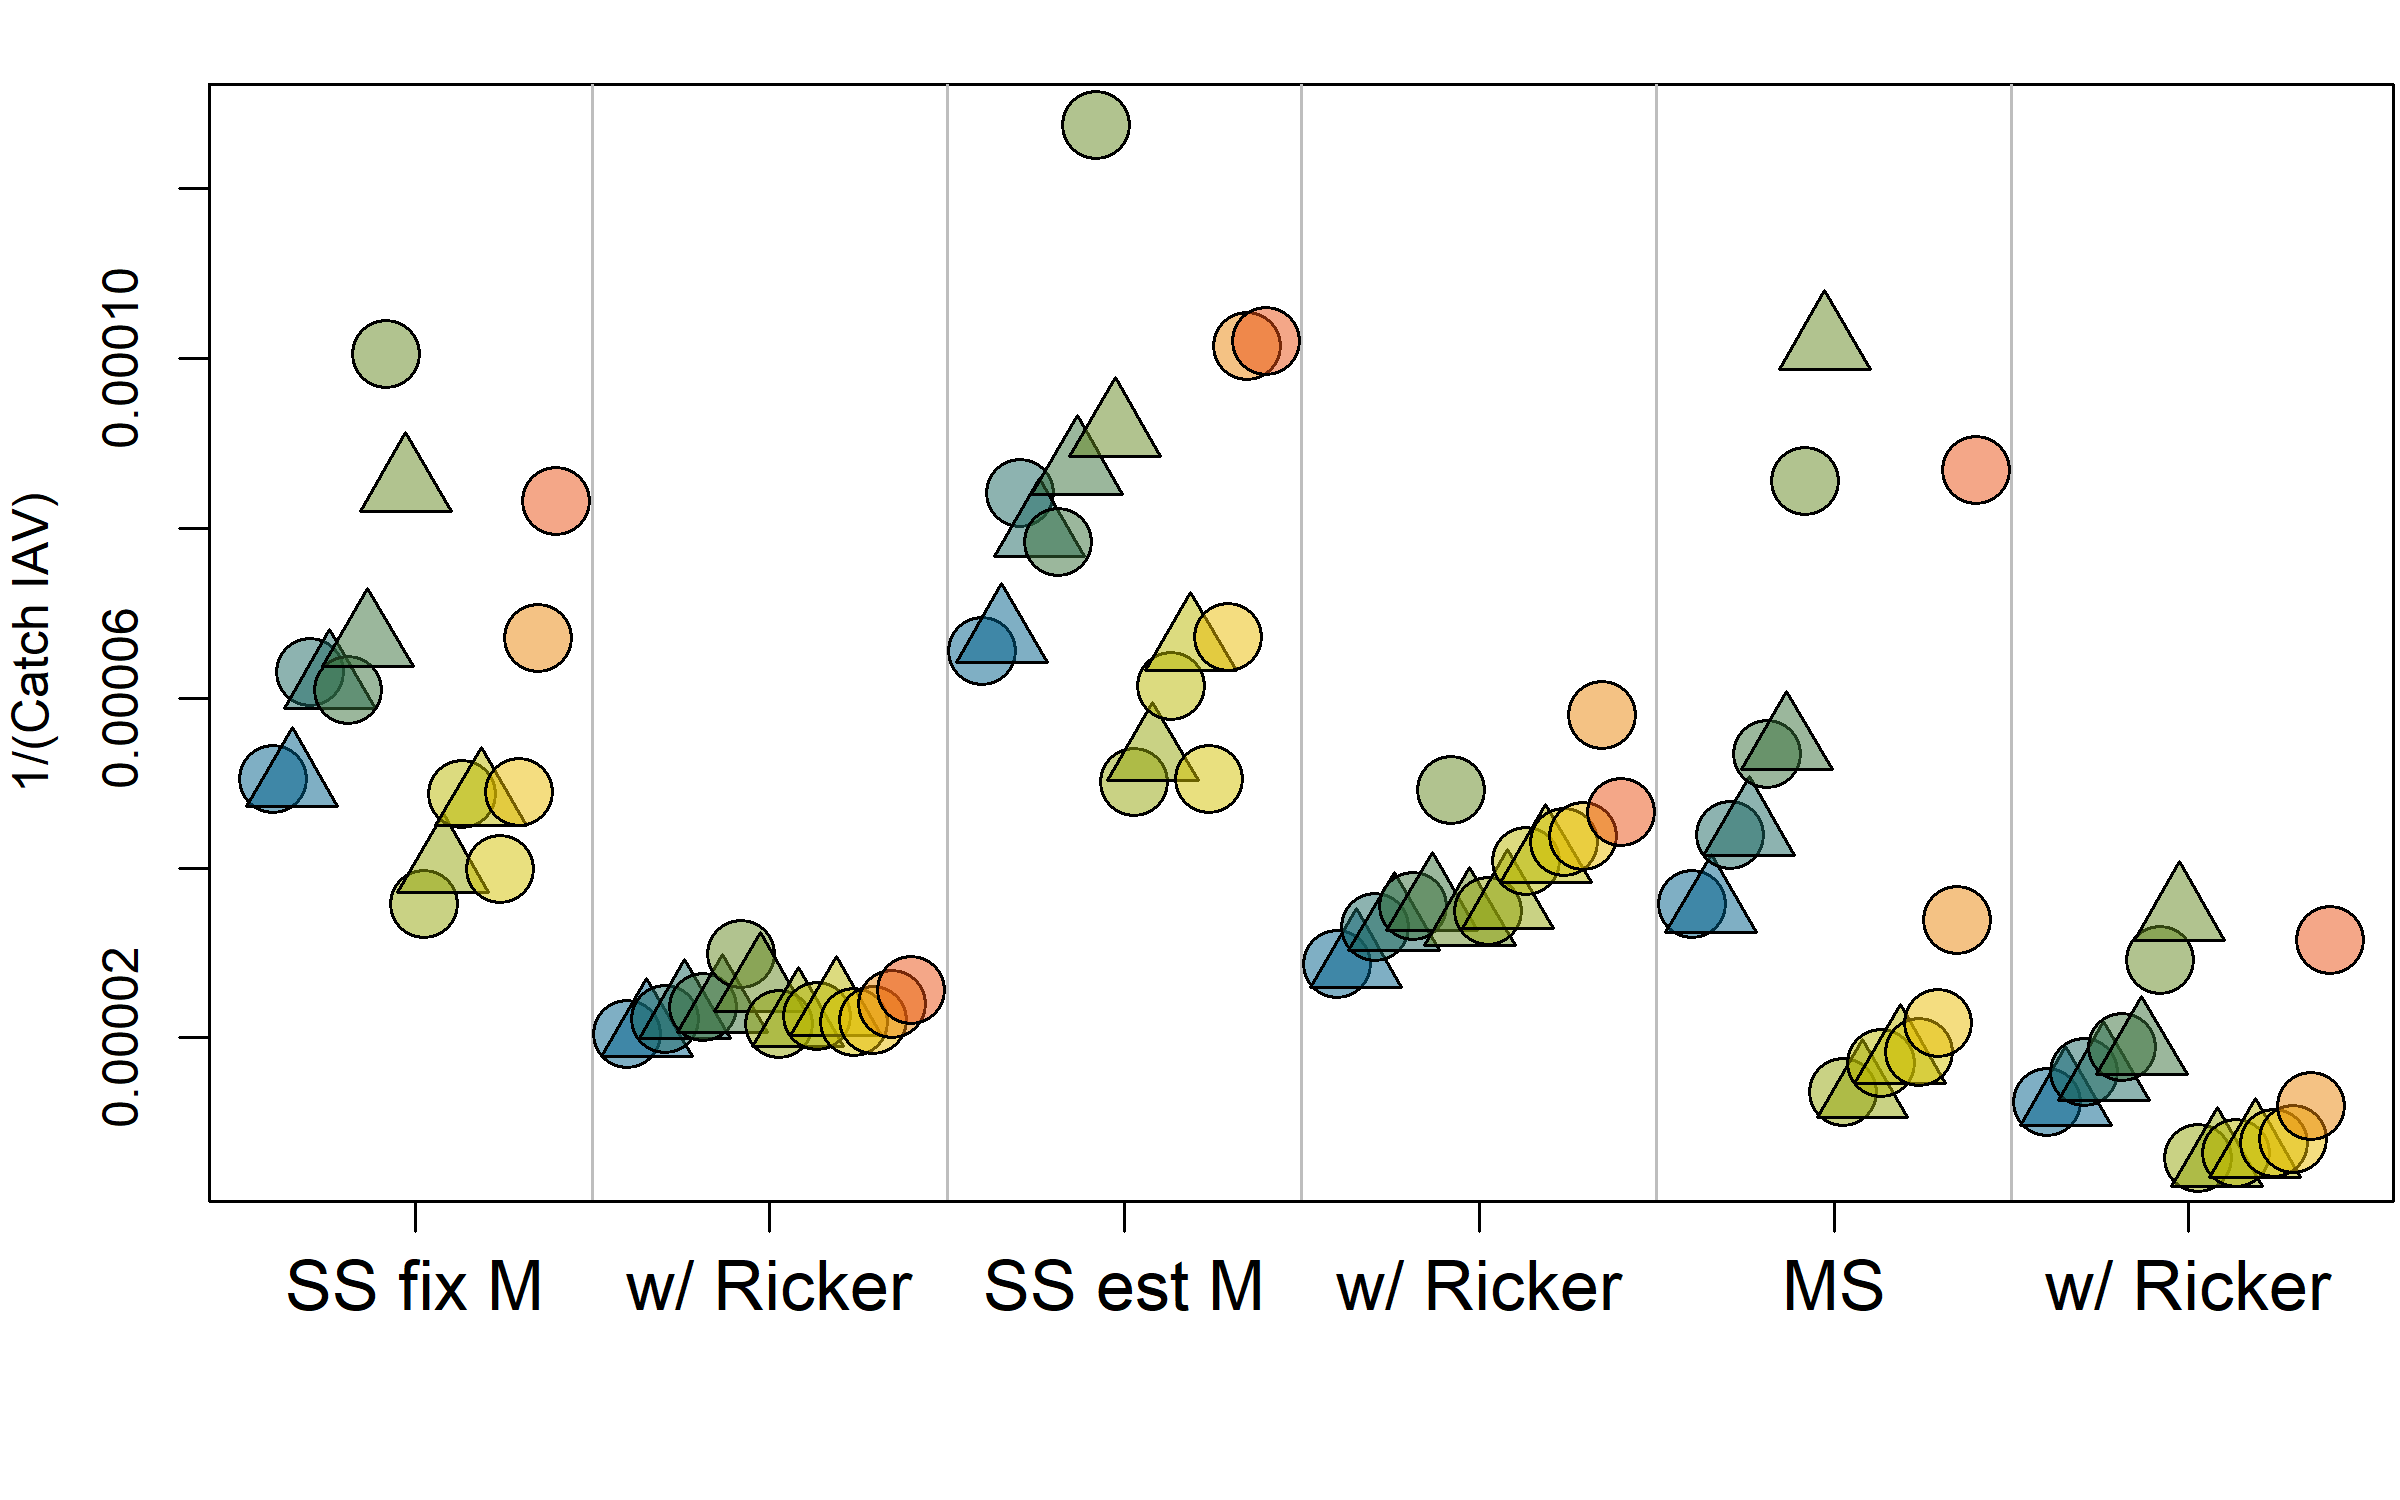 1/(Catch IAV)
0.00010
0.00006
0.00002
SS fix M w/ Ricker SS est M w/ Ricker MS w/ Ricker